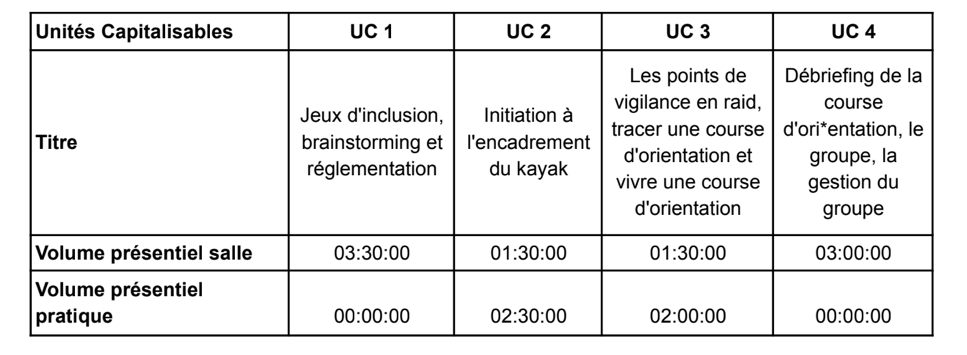 Unités Capitalisables UC 1 UC 2 UC 3 UC 4
Titre
Jeux d'inclusion,
brainstorming et
réglementation
Initiation à
l'encadrement
du kayak
Les points de
vigilance en raid,
tracer une course
d'orientation et
vivre une course
d'orientation
Débriefing de la
course
d'ori*entation, le
groupe, la
gestion du
groupe
Volume présentiel salle 03:30:00 01:30:00 01:30:00 03:00:00
Volume présentiel
pratique 00:00:00 02:30:00 02:00:00 00:00:00